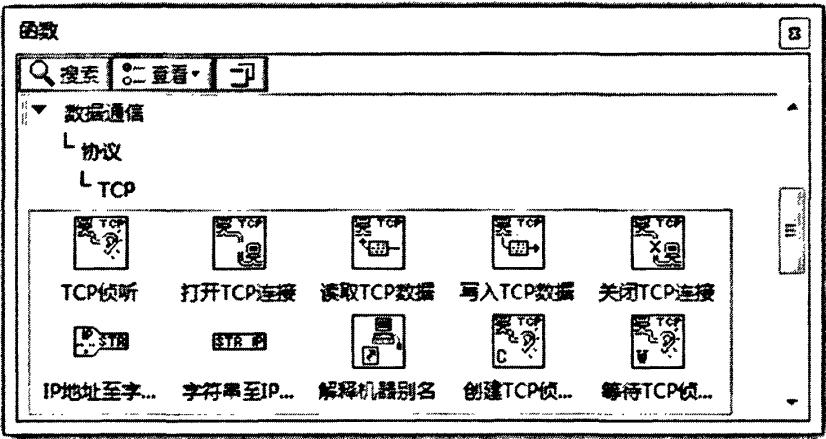 函数
搜索 查看
数据通信
协议
TCP
TCP侦听 打开TCP连接 读取TCP数据 写入TCP数据 关闭TCP连接
IP地址至字... 字符串至IP... 解释机器别名 创建TCP侦... 等待TCP侦...